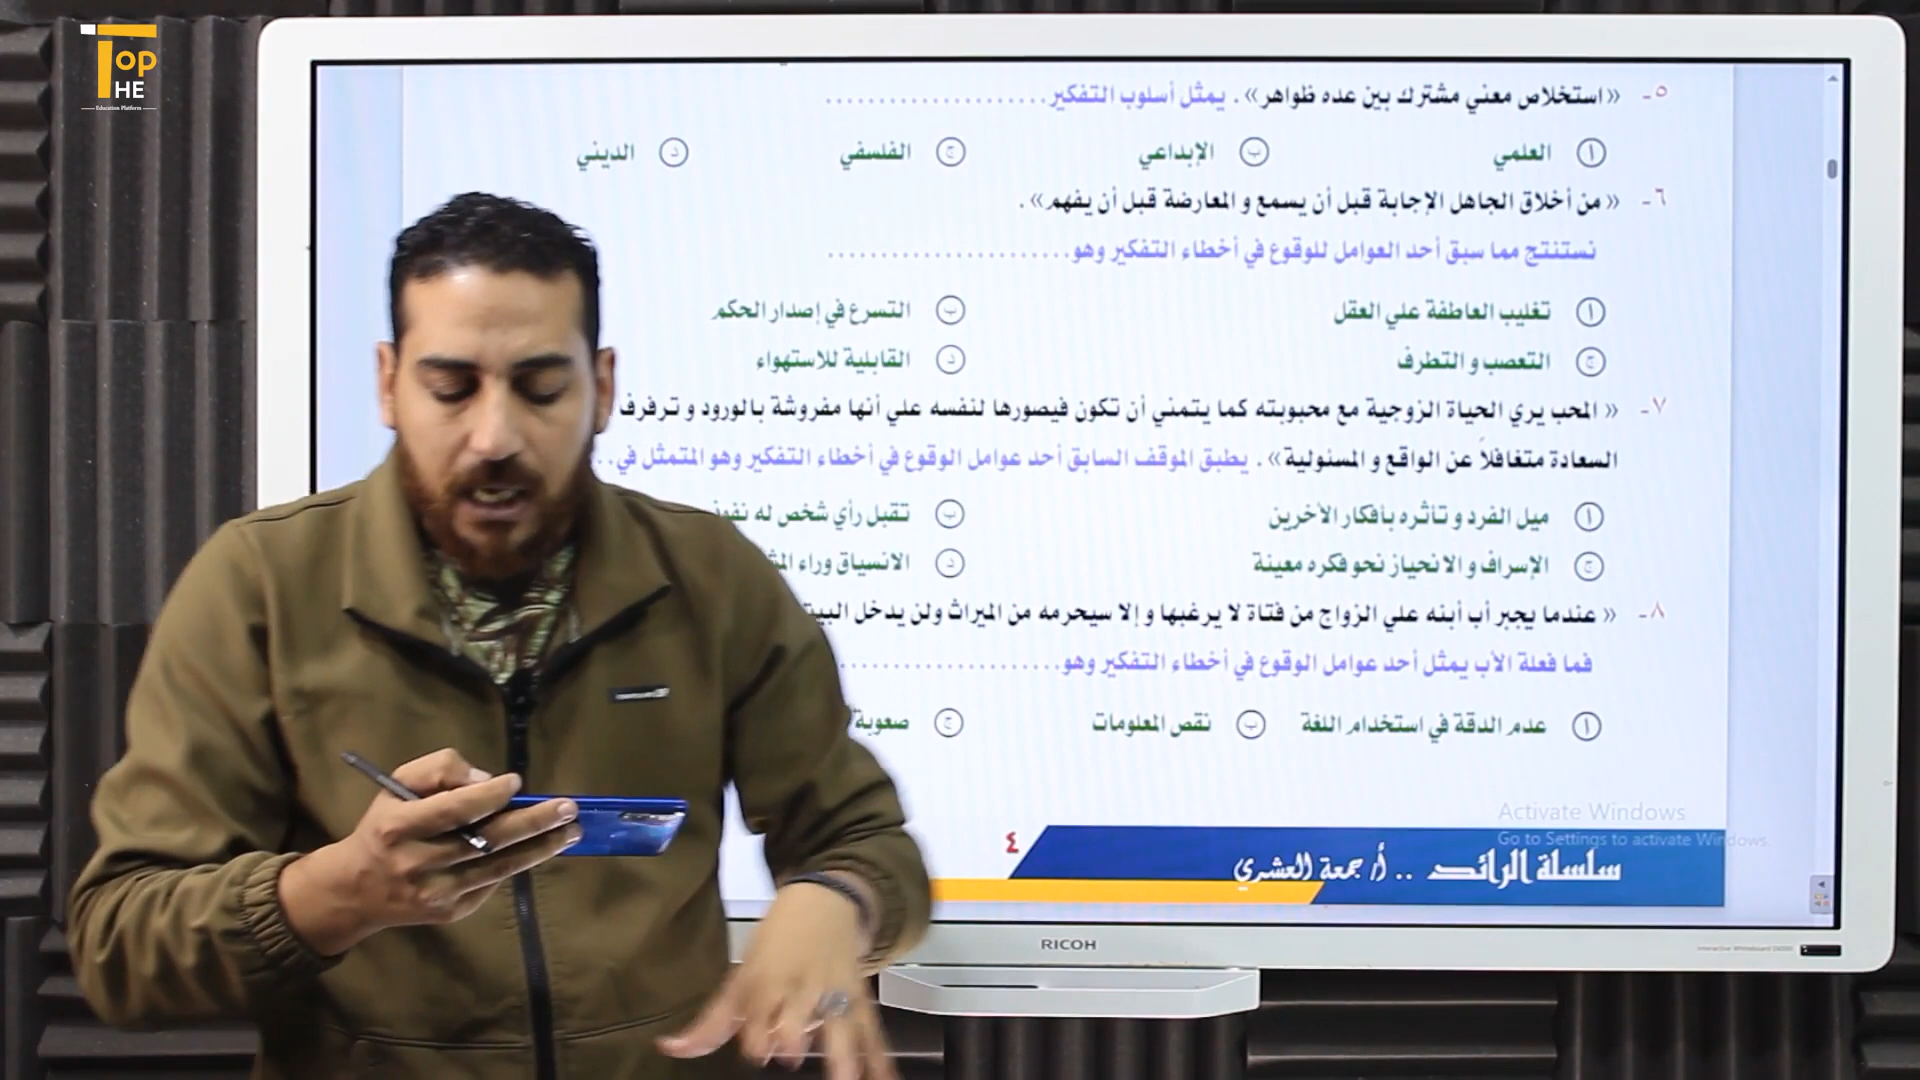 TOP
THE
Education Platform
٥- « استخلاص معني مشترك بين عده ظواهر» . يمثل أسلوب التفكير......................
أ العلمي ب الإبداعي ج الفلسفي د الديني
٦- « من أخلاق الجاهل الإجابة قبل أن يسمع و المعارضة قبل أن يفهم» .
نستنتج مما سبق أحد العوامل للوقوع في أخطاء التفكير وهو........................
أ تغليب العاطفة علي العقل ب التسرع في إصدار الحكم
ج التعصب و التطرف د القابلية للاستهواء
٧- « المحب يري الحياة الزوجية مع محبوبته كما يتمني أن تكون فيصورها لنفسه علي أنها مفروشة بالورود و ترفرف
السعادة متغافلاً عن الواقع و المسئولية» . يطبق الموقف السابق أحد عوامل الوقوع في أخطاء التفكير وهو المتمثل في..
أ ميل الفرد و تأثره بأفكار الأخرين ب تقبل رأي شخص له
ج الإسراف و الانحياز نحو فكره معينة د الانسياق وراء
٨- « عندما يجبر أب أبنه علي الزواج من فتاة لا يرغبها و إلا سيحرمه من الميراث ولن يدخل البيت
فما فعلة الأب يمثل أحد عوامل الوقوع في أخطاء التفكير وهو......................
أ عدم الدقة في استخدام اللغة ب نقص المعلومات ج صعوبة
Activate Windows
Go to Settings to activate Windows.
٤
سلسلة الرائد .. أ/ جمعة العشري
RICOH